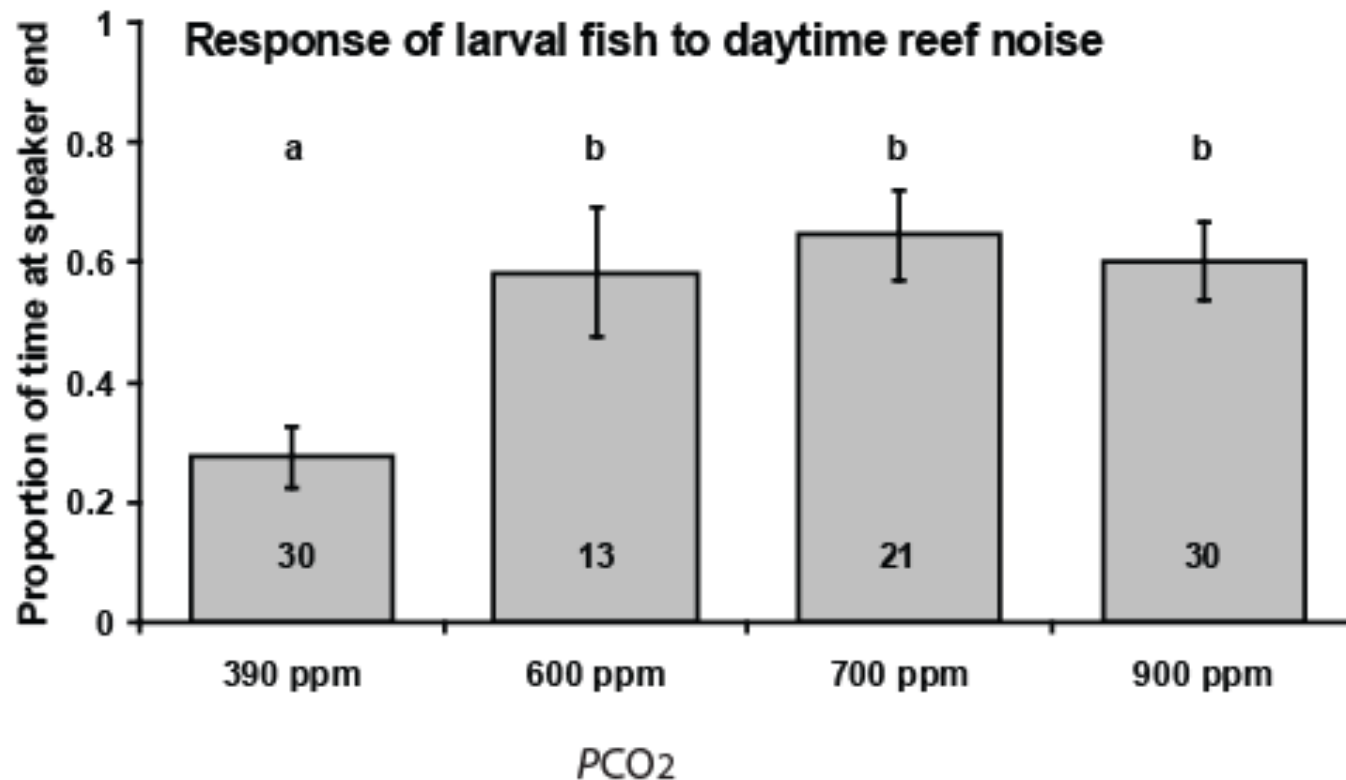 Response of larval fish to daytime reef noise
Proportion of time at speaker end
1
0.8
0.6
0.4
0.2
0
a b b b
30 13 21 30
390 ppm 600 ppm 700 ppm 900 ppm
PCO2